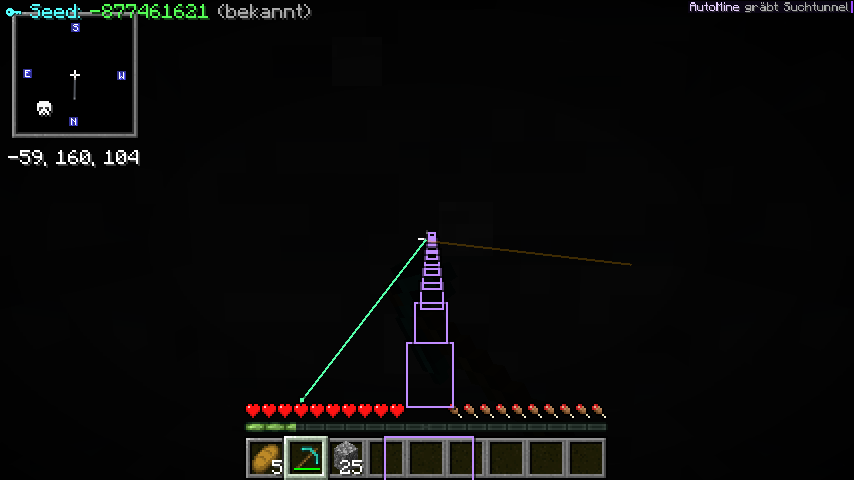 Seed: -877461621 (bekannt)
AutoMine gräbt Suchtunnel
S
E
W
N
-59, 160, 104
5
25